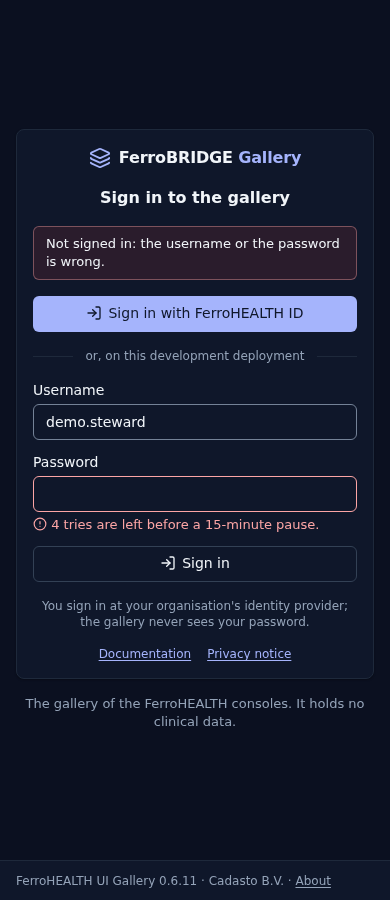 FerroBRIDGE Gallery
Sign in to the gallery
Not signed in: the username or the password
is wrong.
Sign in with FerroHEALTH ID
or, on this development deployment
Username
demo.steward
Password
4 tries are left before a 15-minute pause.
Sign in
You sign in at your organisation's identity provider;
the gallery never sees your password.
Documentation Privacy notice
The gallery of the FerroHEALTH consoles. It holds no
clinical data.
FerroHEALTH UI Gallery 0.6.11 · Cadasto B.V. · About